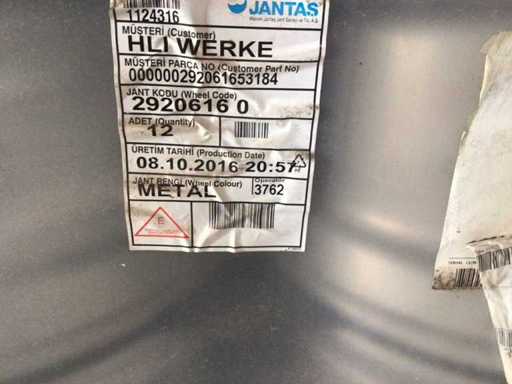 JANTAS
1124316
MÜŞTERİ (Customer)
HLI WERKE
MÜŞTERİ PARÇA NO (Customer Part No)
000000292061653184
JANT KODU (Wheel Code)
2920616 0
ADET (Quantity)
12
ÜRETİM TARİHİ (Production Date)
08.10.2016 20:57
JANT RENGİ (Wheel Colour) Operator
METAL 3762